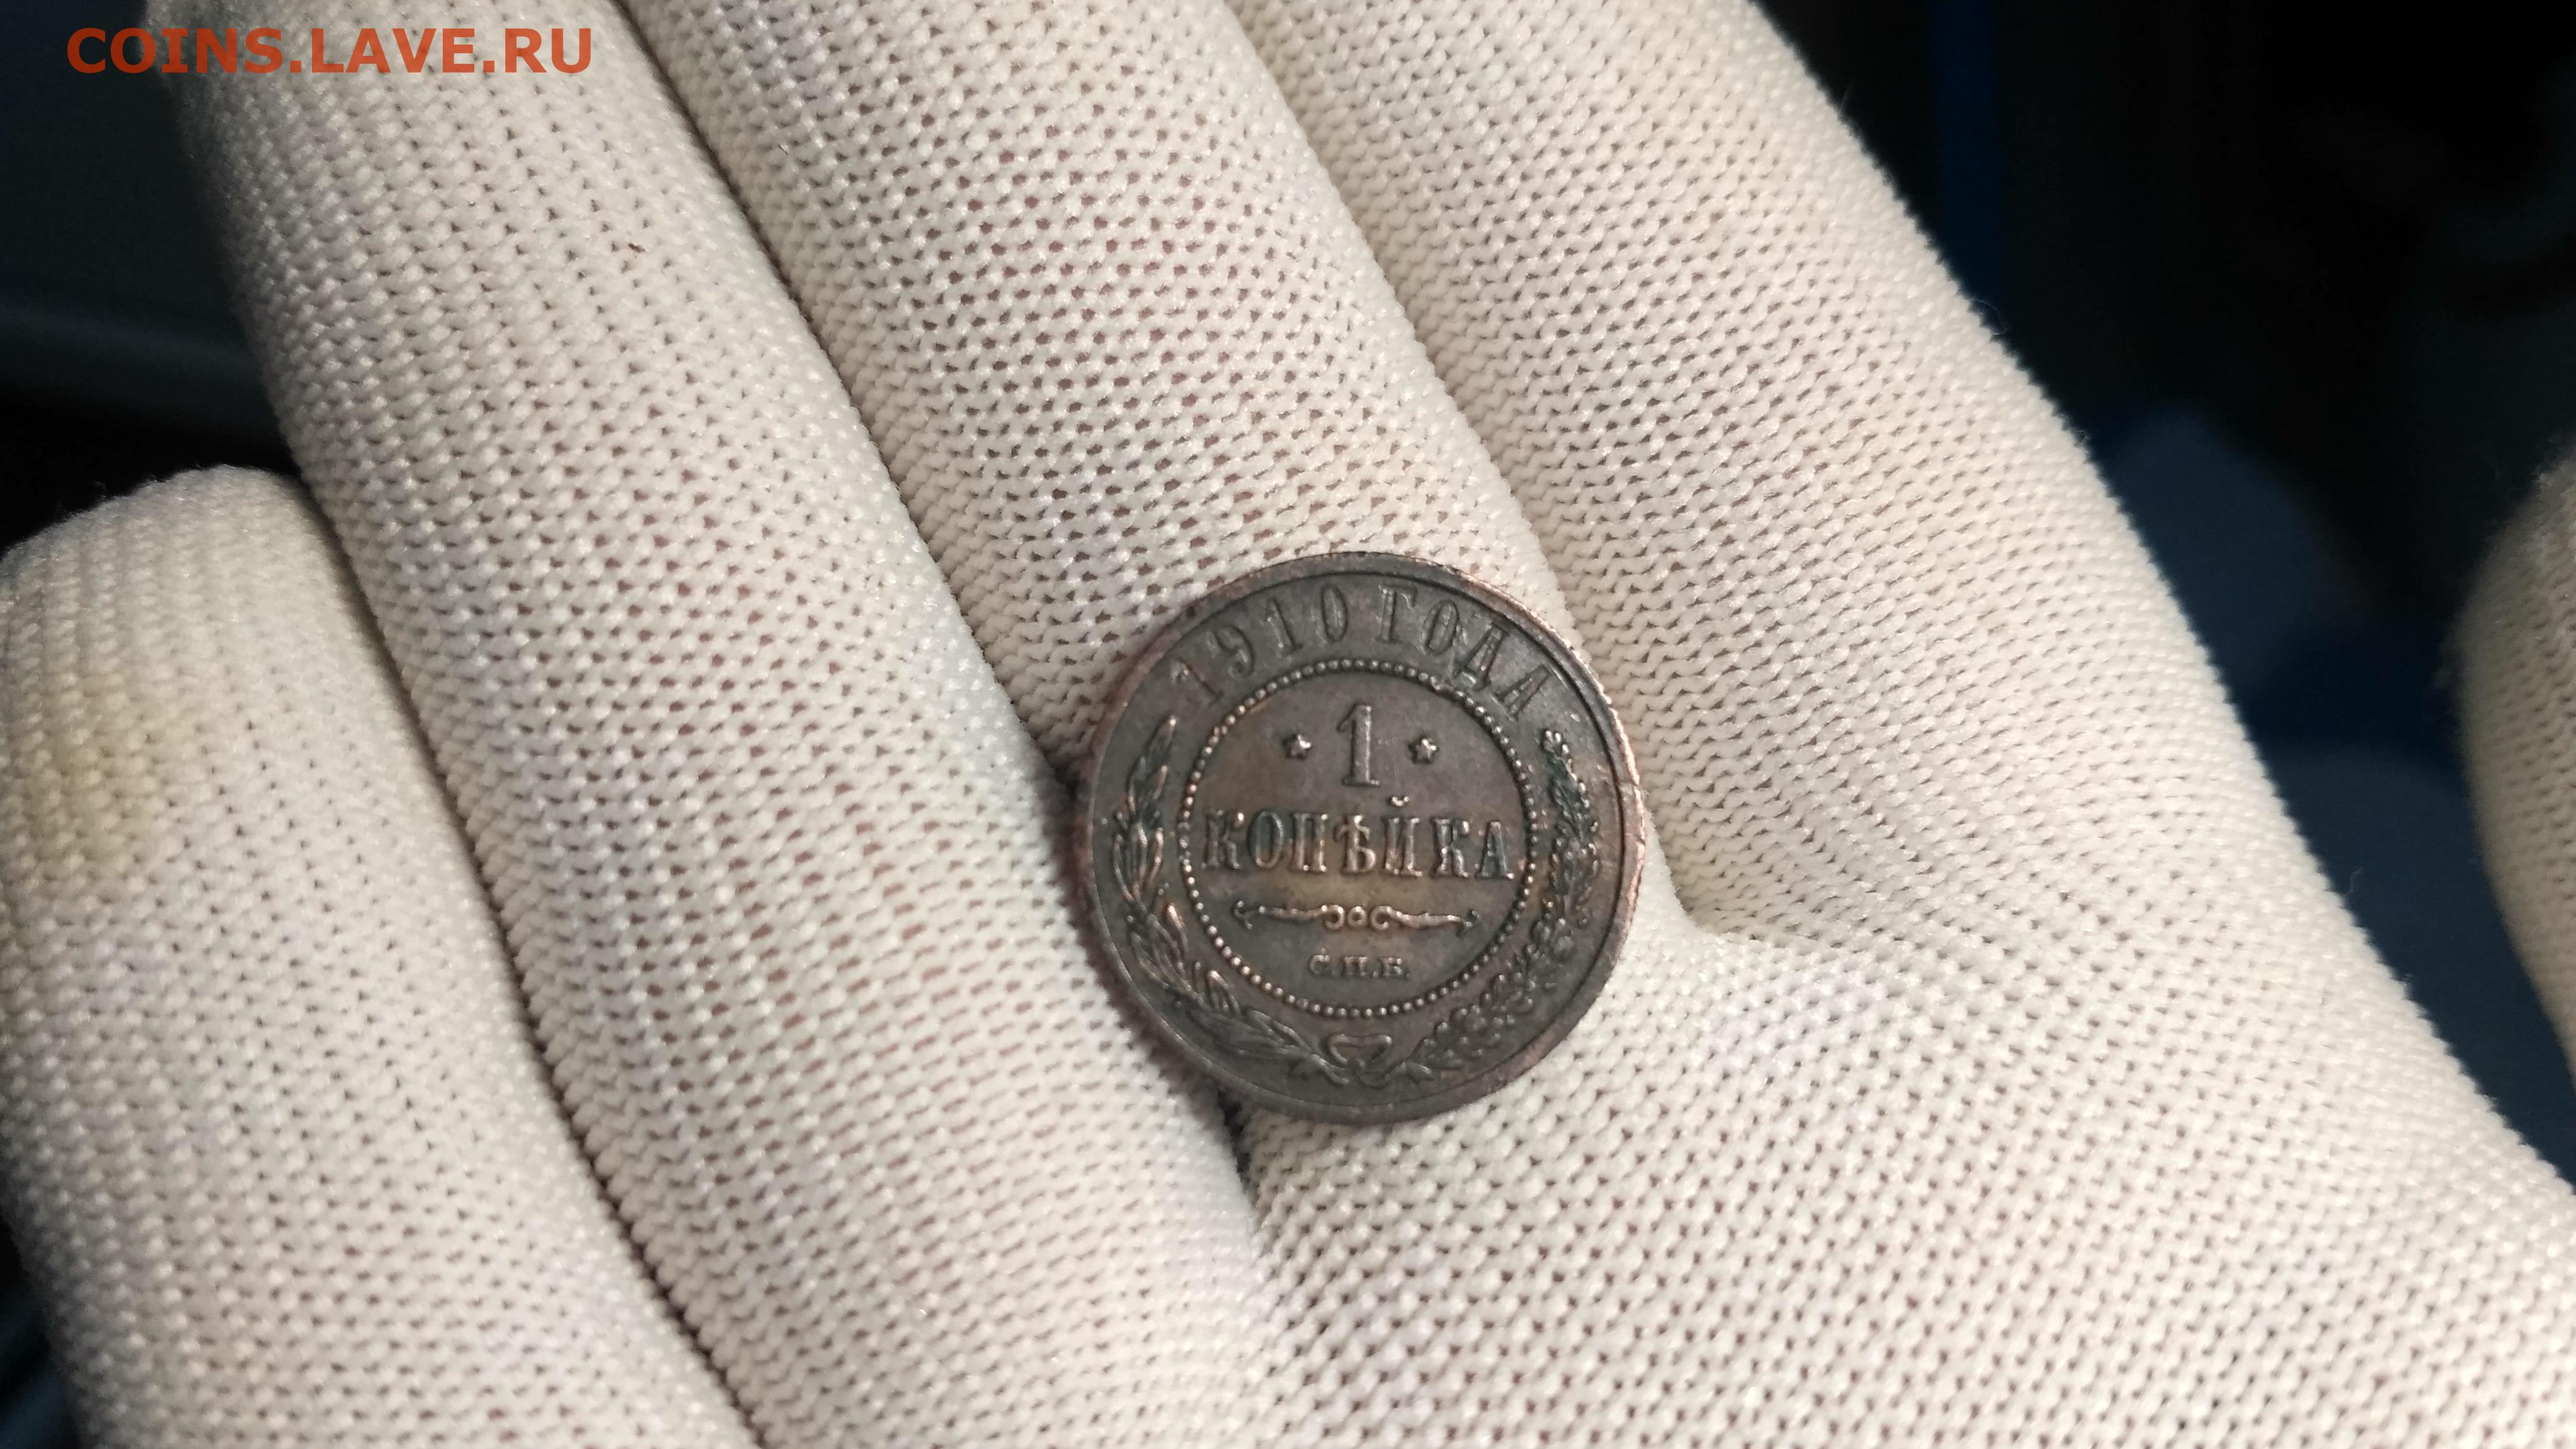 COINS.LAVE.RU
1910 ГОДА
1
КОПѢЙКА
С.П.Б.